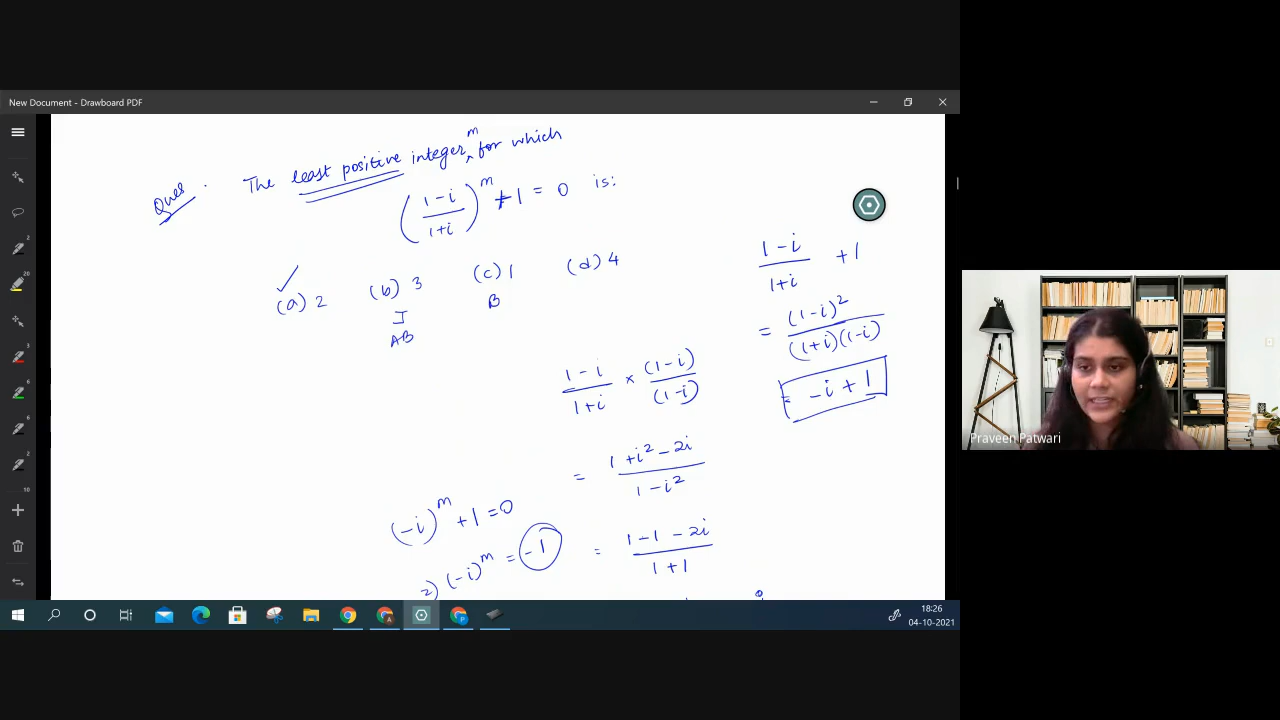 New Document - Drawboard PDF
Ques. The least positive integer m for which
((1-i)/(1+i))^m +1 = 0 is:
(a) 2 (b) 3 (c) 1 (d) 4
I B
AB
(1-i)/(1+i) +1
= (1-i)^2/((1+i)(1-i))
= -i + 1
(1-i)/(1+i) × (1-i)/(1-i)
= (1+i^2-2i)/(1-i^2)
= (1-1-2i)/(1+1)
(-i)^m +1 = 0
2) (-i)^m = -1
Praveen Patwari
18:26
04-10-2021